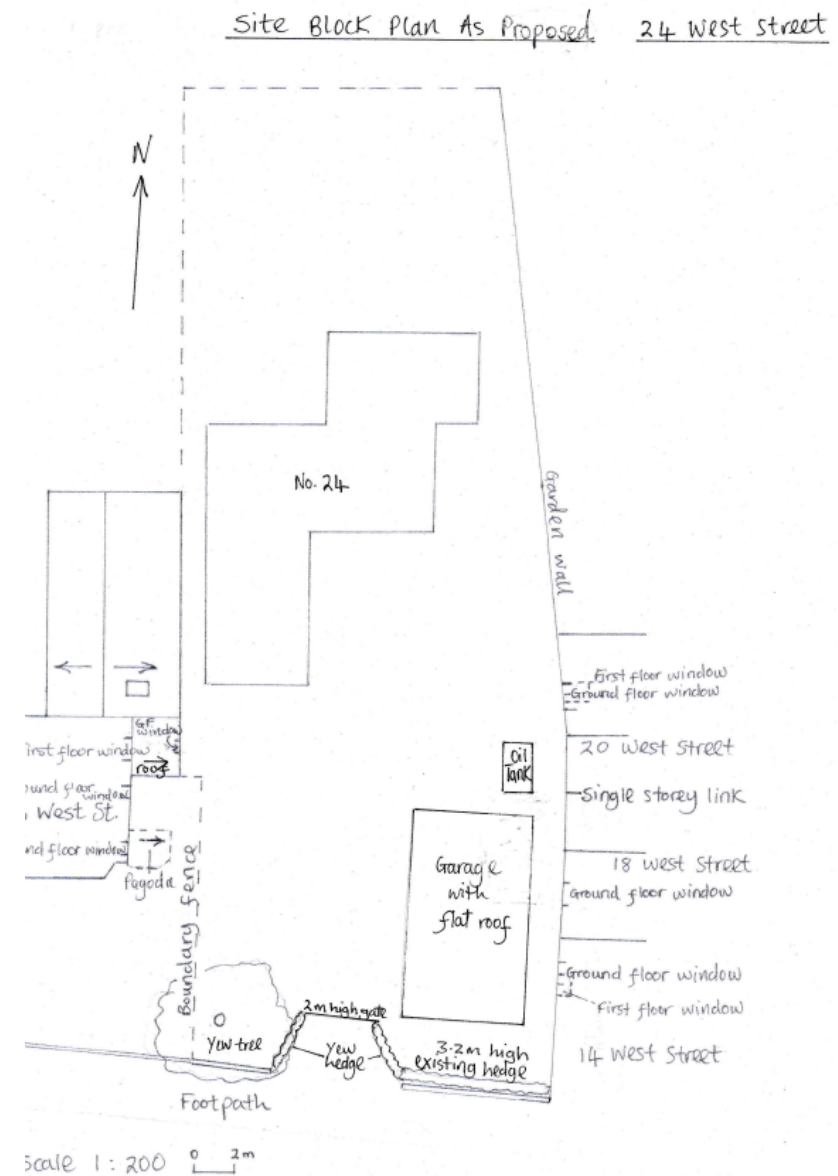 Site Block Plan As Proposed 24 West Street
N
No. 24
Garden wall
First floor window
Ground floor window
GF
window
irst floor window
roof
20 West Street
Oil
Tank
ound floor
window
Single storey link
West St.
nd floor window
Pagoda
Boundary fence
Garage
with
flat roof
18 West Street
Ground floor window
Ground floor window
First floor window
2m high gate
Yew tree
Yew
hedge
3.2m high
existing hedge
14 West Street
Footpath
Scale 1:200 0 2m